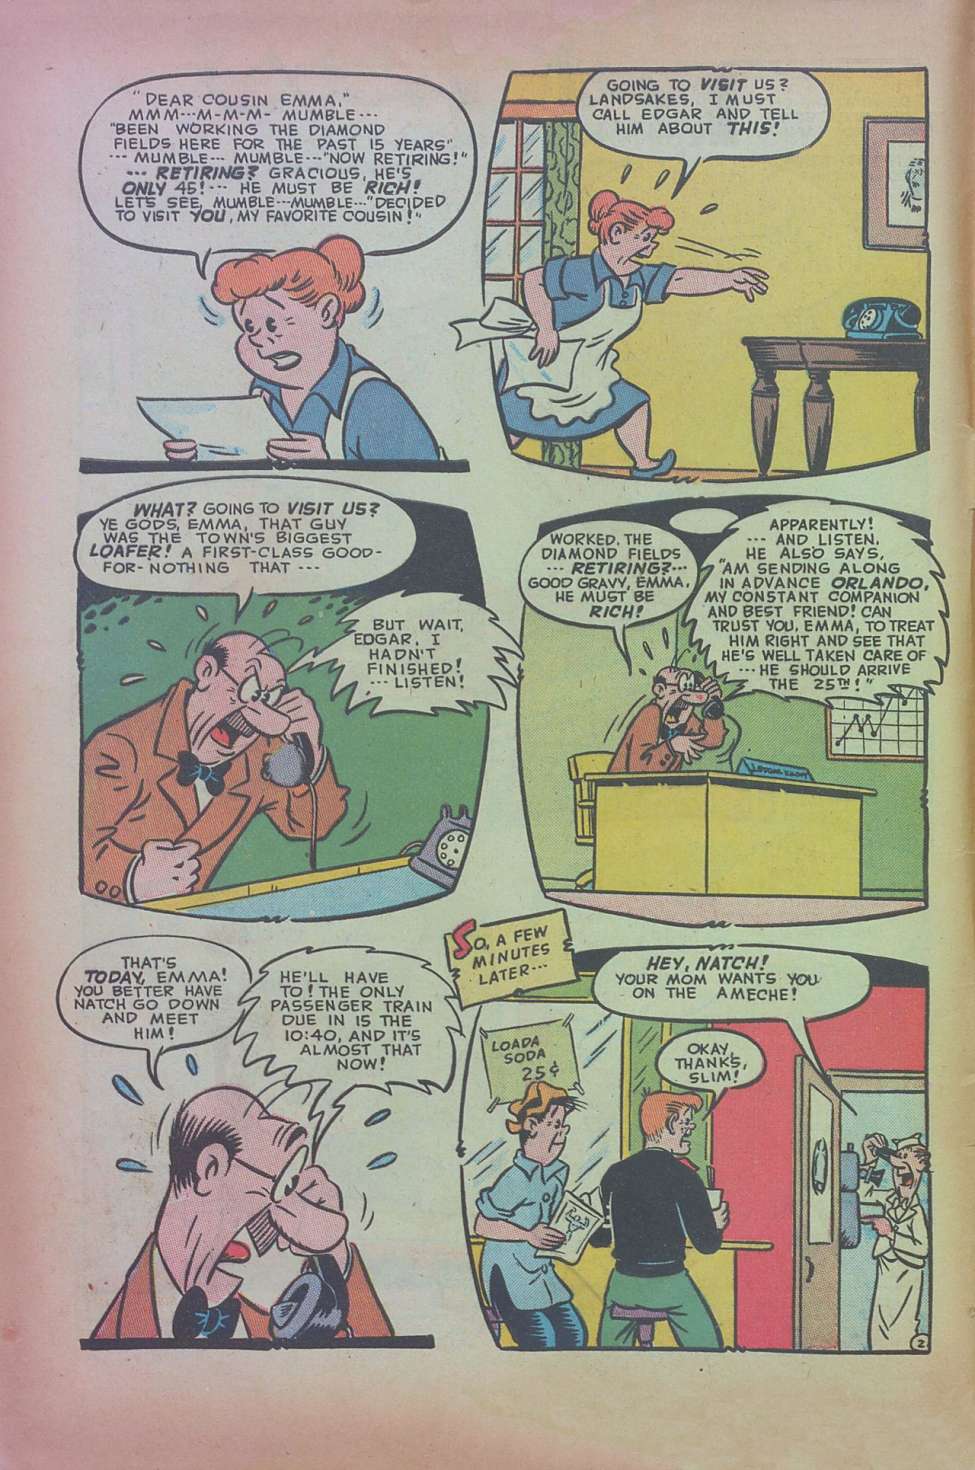 "DEAR COUSIN EMMA,"
MMM---M-M-M- MUMBLE---
"BEEN WORKING THE DIAMOND
FIELDS HERE FOR THE PAST 15 YEARS"
--- MUMBLE--- MUMBLE---"NOW RETIRING!"
--- RETIRING? GRACIOUS, HE'S
ONLY 45!--- HE MUST BE RICH!
LETS SEE, MUMBLE---MUMBLE---"DECIDED
TO VISIT YOU, MY FAVORITE COUSIN!"
GOING TO VISIT US?
LANDSAKES, I MUST
CALL EDGAR AND TELL
HIM ABOUT THIS!
WHAT? GOING TO VISIT US?
YE GODS, EMMA, THAT GUY
WAS THE TOWN'S BIGGEST
LOAFER! A FIRST-CLASS GOOD-
FOR-NOTHING THAT ---
BUT WAIT,
EDGAR, I
HADN'T
FINISHED!
--- LISTEN!
WORKED THE
DIAMOND FIELDS
--- RETIRING?---
GOOD GRAVY, EMMA,
HE MUST BE
RICH!
APPARENTLY!
--- AND LISTEN.
HE ALSO SAYS,
"AM SENDING ALONG
IN ADVANCE ORLANDO,
MY CONSTANT COMPANION
AND BEST FRIEND! CAN
TRUST YOU, EMMA, TO TREAT
HIM RIGHT AND SEE THAT
HE'S WELL TAKEN CARE OF
--- HE SHOULD ARRIVE
THE 25TH!"
THAT'S
TODAY, EMMA!
YOU BETTER HAVE
NATCH GO DOWN
AND MEET
HIM!
HE'LL HAVE
TO! THE ONLY
PASSENGER TRAIN
DUE IN IS THE
10:40, AND IT'S
ALMOST THAT
NOW!
SO, A FEW
MINUTES
LATER---
HEY, NATCH!
YOUR MOM WANTS YOU
ON THE AMECHE!
OKAY,
THANKS,
SLIM!
LOADA
SODA
25¢
2